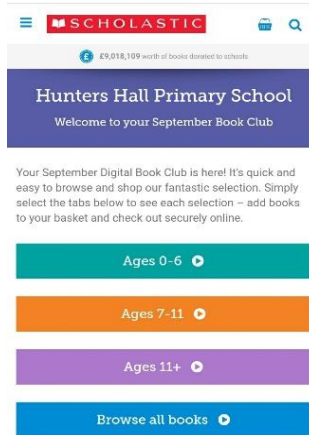 SCHOLASTIC
£ £9,018,109 worth of books donated to schools
Hunters Hall Primary School
Welcome to your September Book Club
Your September Digital Book Club is here! It's quick and
easy to browse and shop our fantastic selection. Simply
select the tabs below to see each selection – add books
to your basket and check out securely online.
Ages 0-6
Ages 7-11
Ages 11+
Browse all books